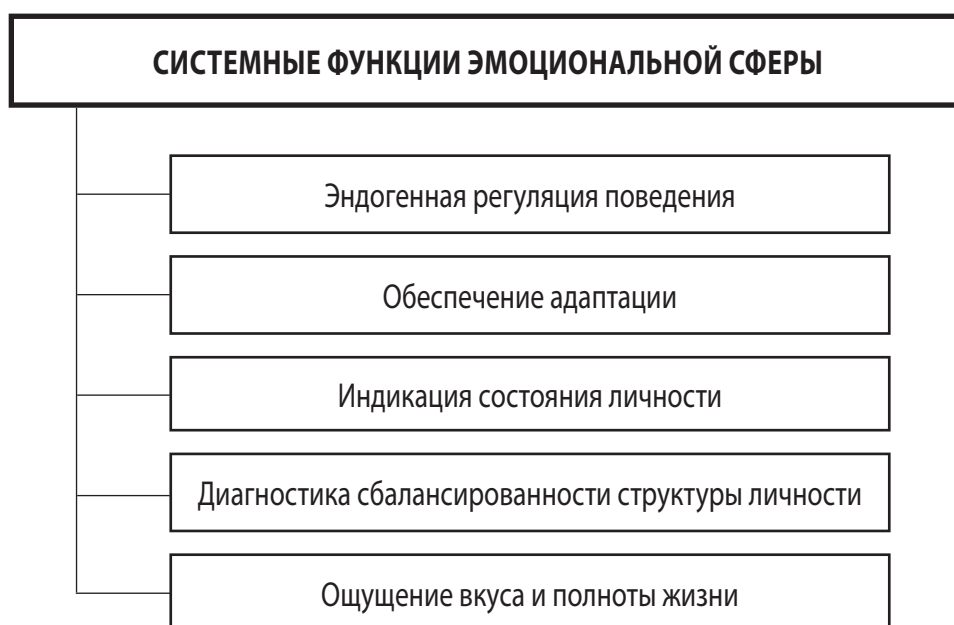 СИСТЕМНЫЕ ФУНКЦИИ ЭМОЦИОНАЛЬНОЙ СФЕРЫ
Эндогенная регуляция поведения
Обеспечение адаптации
Индикация состояния личности
Диагностика сбалансированности структуры личности
Ощущение вкуса и полноты жизни